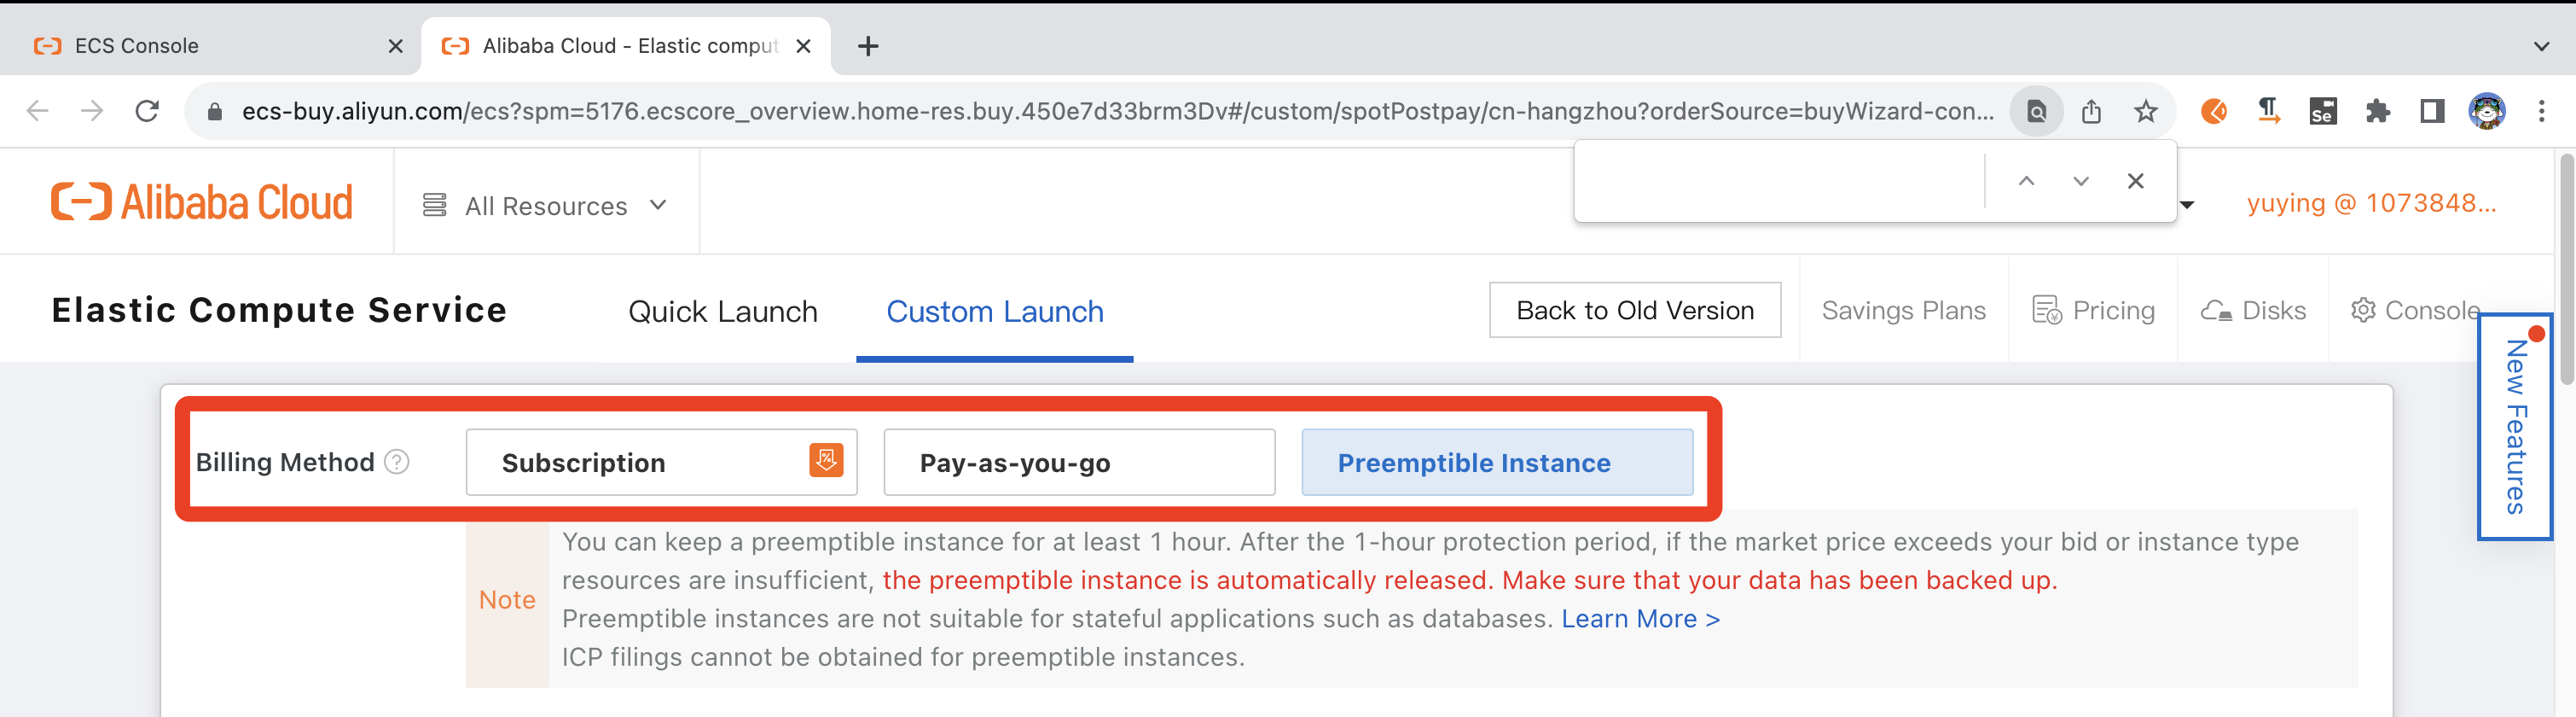 ECS Console
Alibaba Cloud - Elastic comput
ecs-buy.aliyun.com/ecs?spm=5176.ecscore_overview.home-res.buy.450e7d33brm3Dv#/custom/spotPostpay/cn-hangzhou?orderSource=buyWizard-con...
Se
Alibaba Cloud
All Resources
yuying @ 1073848...
Elastic Compute Service
Quick Launch
Custom Launch
Back to Old Version
Savings Plans
Pricing
Disks
Console
New Features
Billing Method ?
Subscription
%
Pay-as-you-go
Preemptible Instance
Note
You can keep a preemptible instance for at least 1 hour. After the 1-hour protection period, if the market price exceeds your bid or instance type
resources are insufficient, the preemptible instance is automatically released. Make sure that your data has been backed up.
Preemptible instances are not suitable for stateful applications such as databases. Learn More >
ICP filings cannot be obtained for preemptible instances.